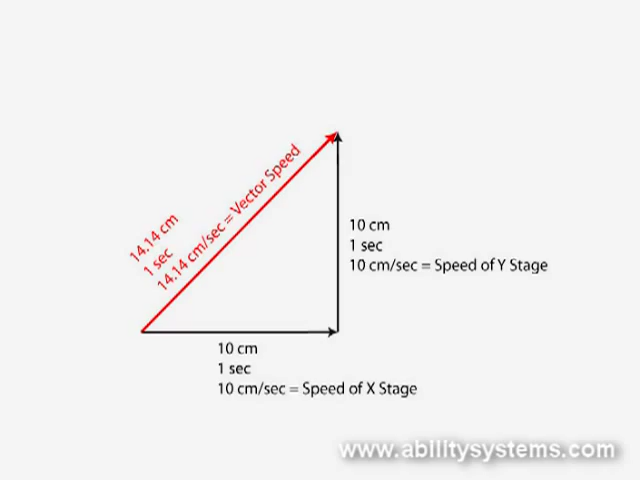 14.14 cm
1 sec
14.14 cm/sec = Vector Speed
10 cm
1 sec
10 cm/sec = Speed of Y Stage
10 cm
1 sec
10 cm/sec = Speed of X Stage
www.abilitysystems.com